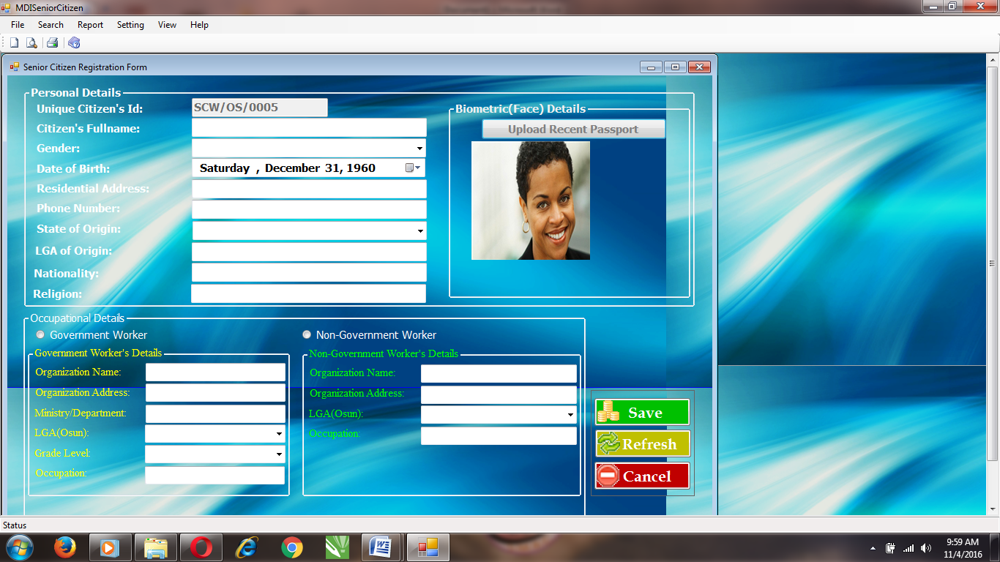 MDISeniorCitizen
File Search Report Setting View Help
Senior Citizen Registration Form
Personal Details
Unique Citizen's Id: SCW/OS/0005
Citizen's Fullname:
Gender:
Date of Birth: Saturday , December 31, 1960
Residential Address:
Phone Number:
State of Origin:
LGA of Origin:
Nationality:
Religion:
Biometric(Face) Details
Upload Recent Passport
Occupational Details
Government Worker
Non-Government Worker
Government Worker's Details
Organization Name:
Organization Address:
Ministry/Department:
LGA(Osun):
Grade Level:
Occupation:
Non-Government Worker's Details
Organization Name:
Organization Address:
LGA(Osun):
Occupation:
Save
Refresh
Cancel
Status
9:59 AM
11/4/2016